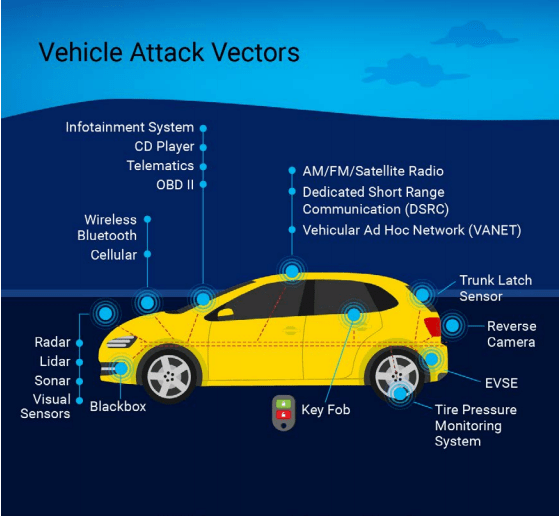 Vehicle Attack Vectors
Infotainment System
CD Player
Telematics
OBD II
AM/FM/Satellite Radio
Dedicated Short Range
Communication (DSRC)
Vehicular Ad Hoc Network (VANET)
Wireless
Bluetooth
Cellular
Trunk Latch
Sensor
Reverse
Camera
Radar
Lidar
Sonar
Visual
Sensors
Blackbox
Key Fob
EVSE
Tire Pressure
Monitoring
System